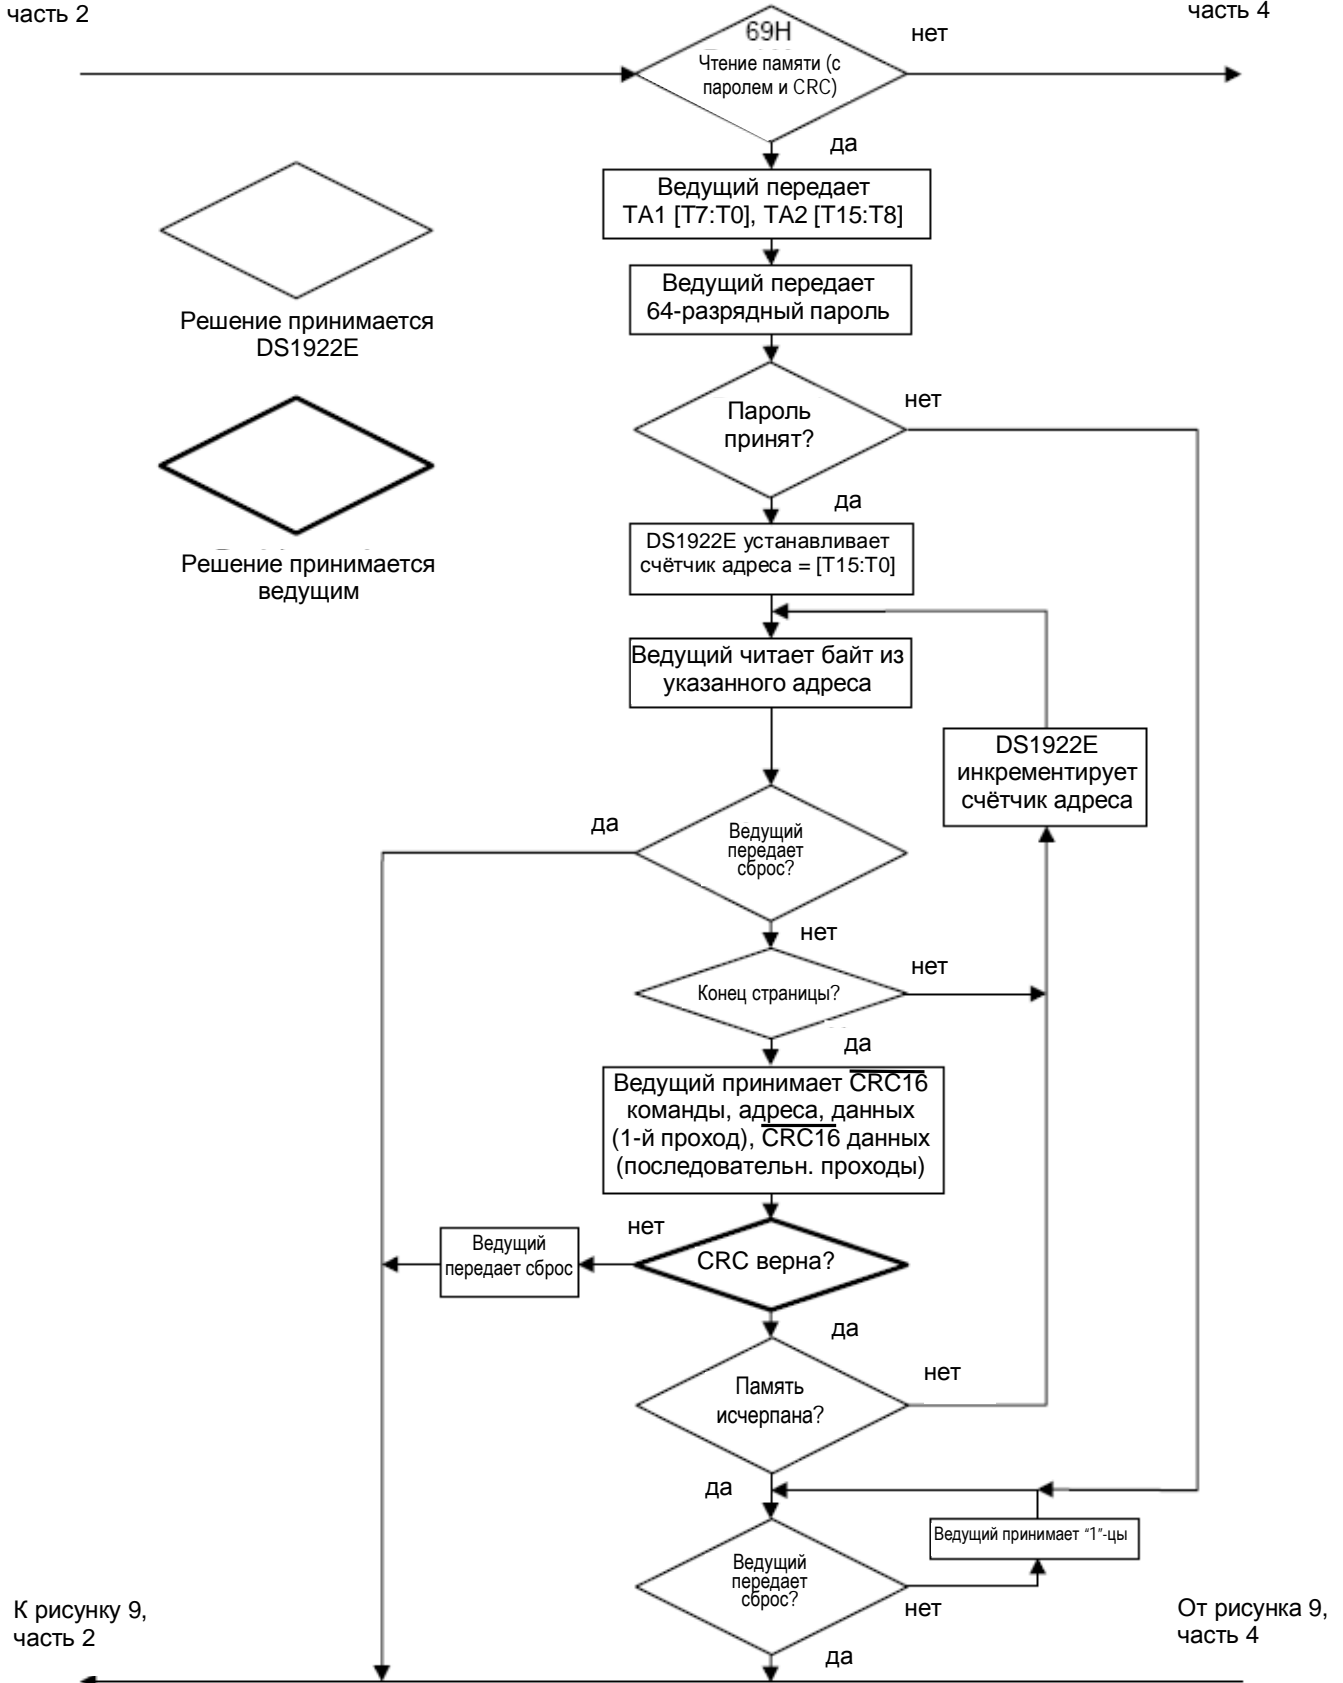 часть 2
часть 4
69H
Чтение памяти (с
паролем и CRC)
нет
да
Ведущий передает
TA1 [T7:T0], TA2 [T15:T8]
Ведущий передает
64-разрядный пароль
Решение принимается
DS1922E
Пароль
принят?
нет
да
Решение принимается
ведущим
DS1922E устанавливает
счётчик адреса = [T15:T0]
Ведущий читает байт из
указанного адреса
DS1922E
инкрементирует
счётчик адреса
да
Ведущий
передает
сброс?
нет
Конец страницы?
нет
да
Ведущий принимает CRC16
команды, адреса, данных
(1-й проход), CRC16 данных
(последовательн. проходы)
нет
Ведущий
передает сброс
CRC верна?
да
Память
исчерпана?
нет
да
Ведущий принимает “1”-цы
Ведущий
передает
сброс?
нет
да
К рисунку 9,
часть 2
От рисунка 9,
часть 4